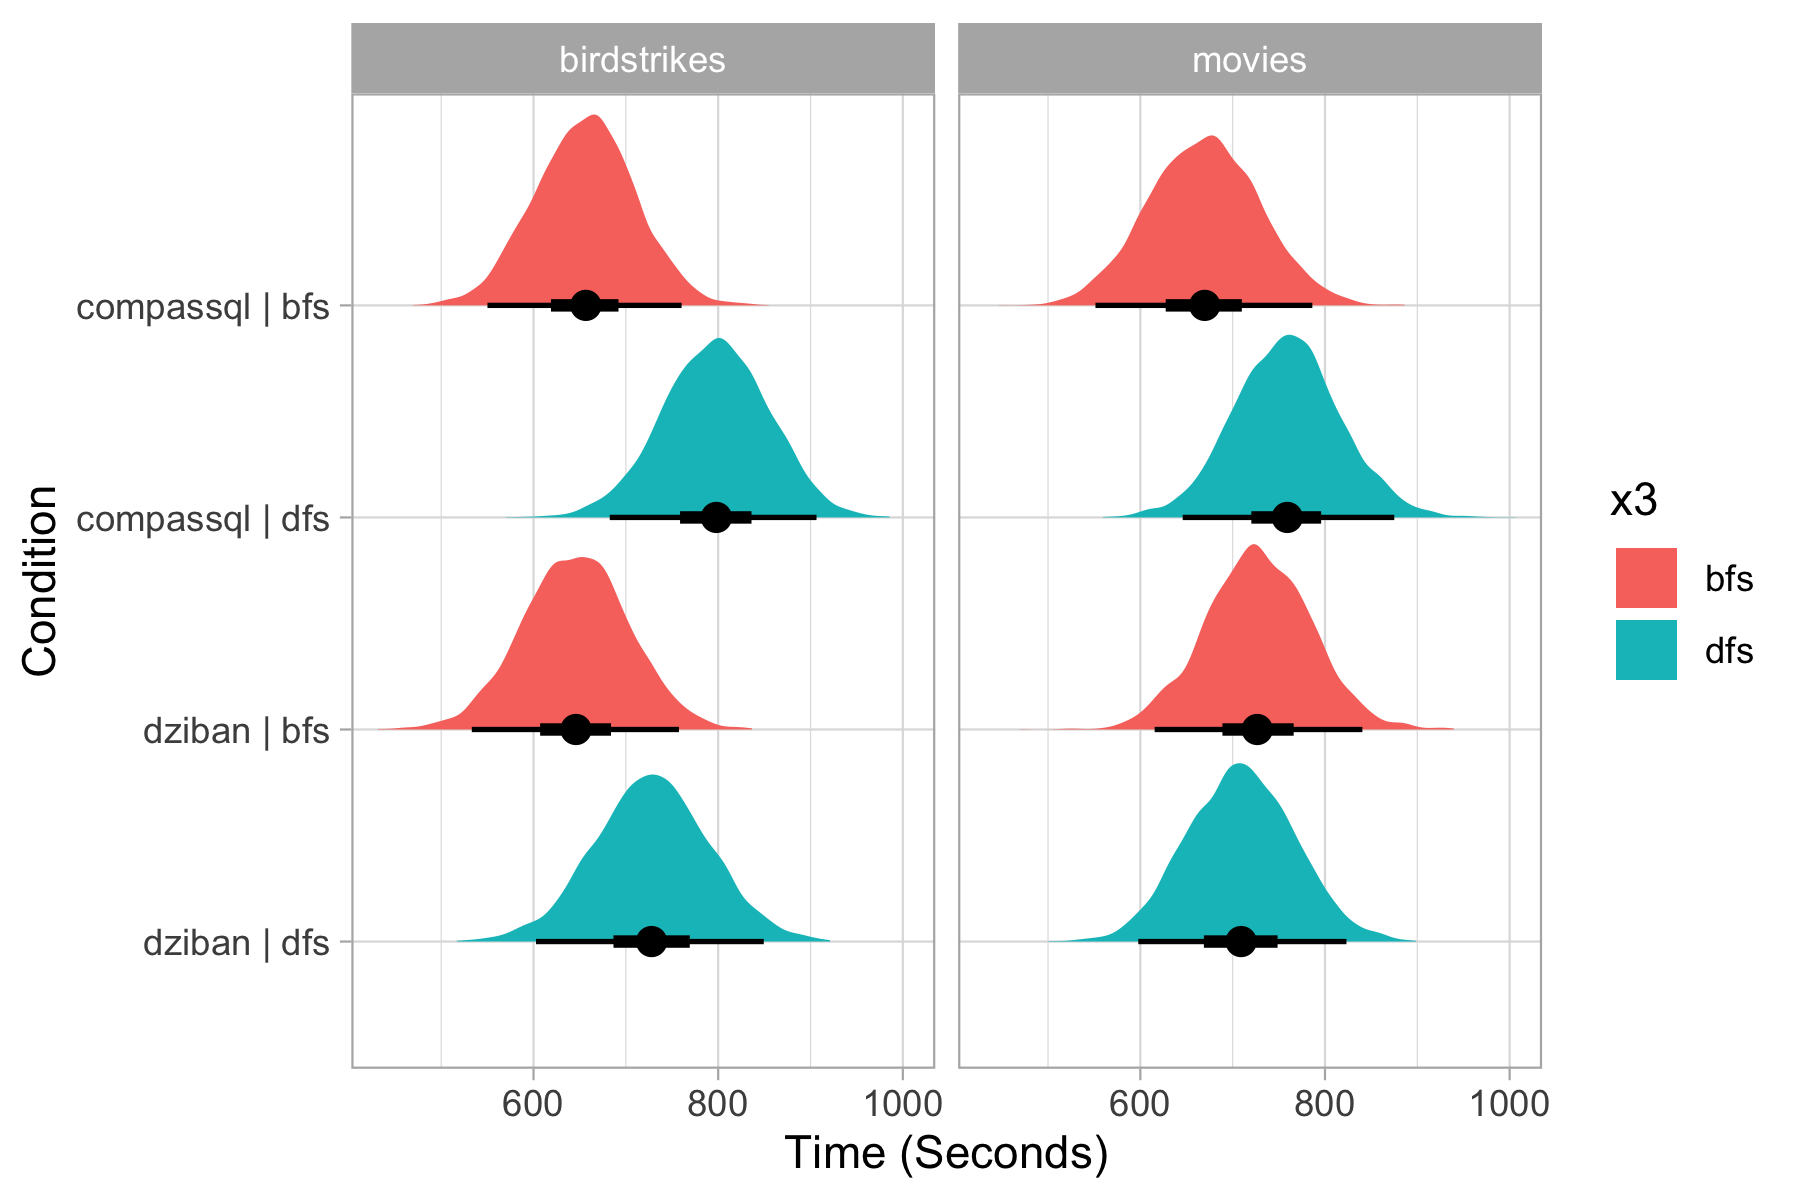 birdstrikes
movies
compassql | bfs
compassql | dfs
dziban | bfs
dziban | dfs
Condition
600
800
1000
600
800
1000
Time (Seconds)
x3
bfs
dfs